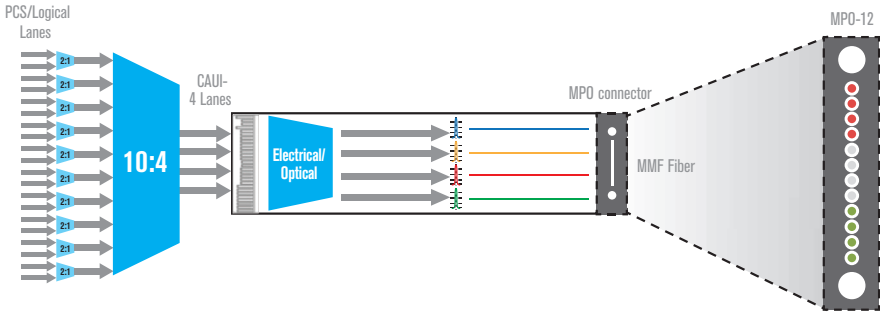 PCS/Logical
Lanes
2:1
2:1
2:1
2:1
2:1
2:1
2:1
2:1
2:1
2:1
10:4
CAUI-
4 Lanes
Electrical/
Optical
MPO connector
MMF Fiber
MPO-12